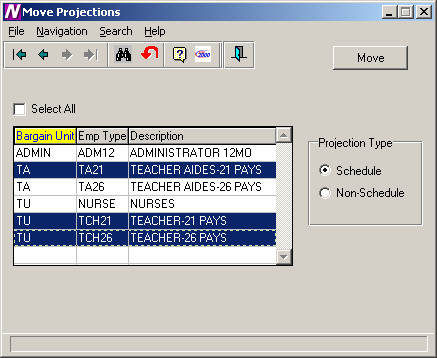 N Move Projections
File Navigation Search Help
2000
Move
Select All
Bargain Unit Emp Type Description
ADMIN ADM12 ADMINISTRATOR 12MO
TA TA21 TEACHER AIDES-21 PAYS
TA TA26 TEACHER AIDES-26 PAYS
TU NURSE NURSES
TU TCH21 TEACHER-21 PAYS
TU TCH26 TEACHER-26 PAYS
Projection Type
Schedule
Non-Schedule